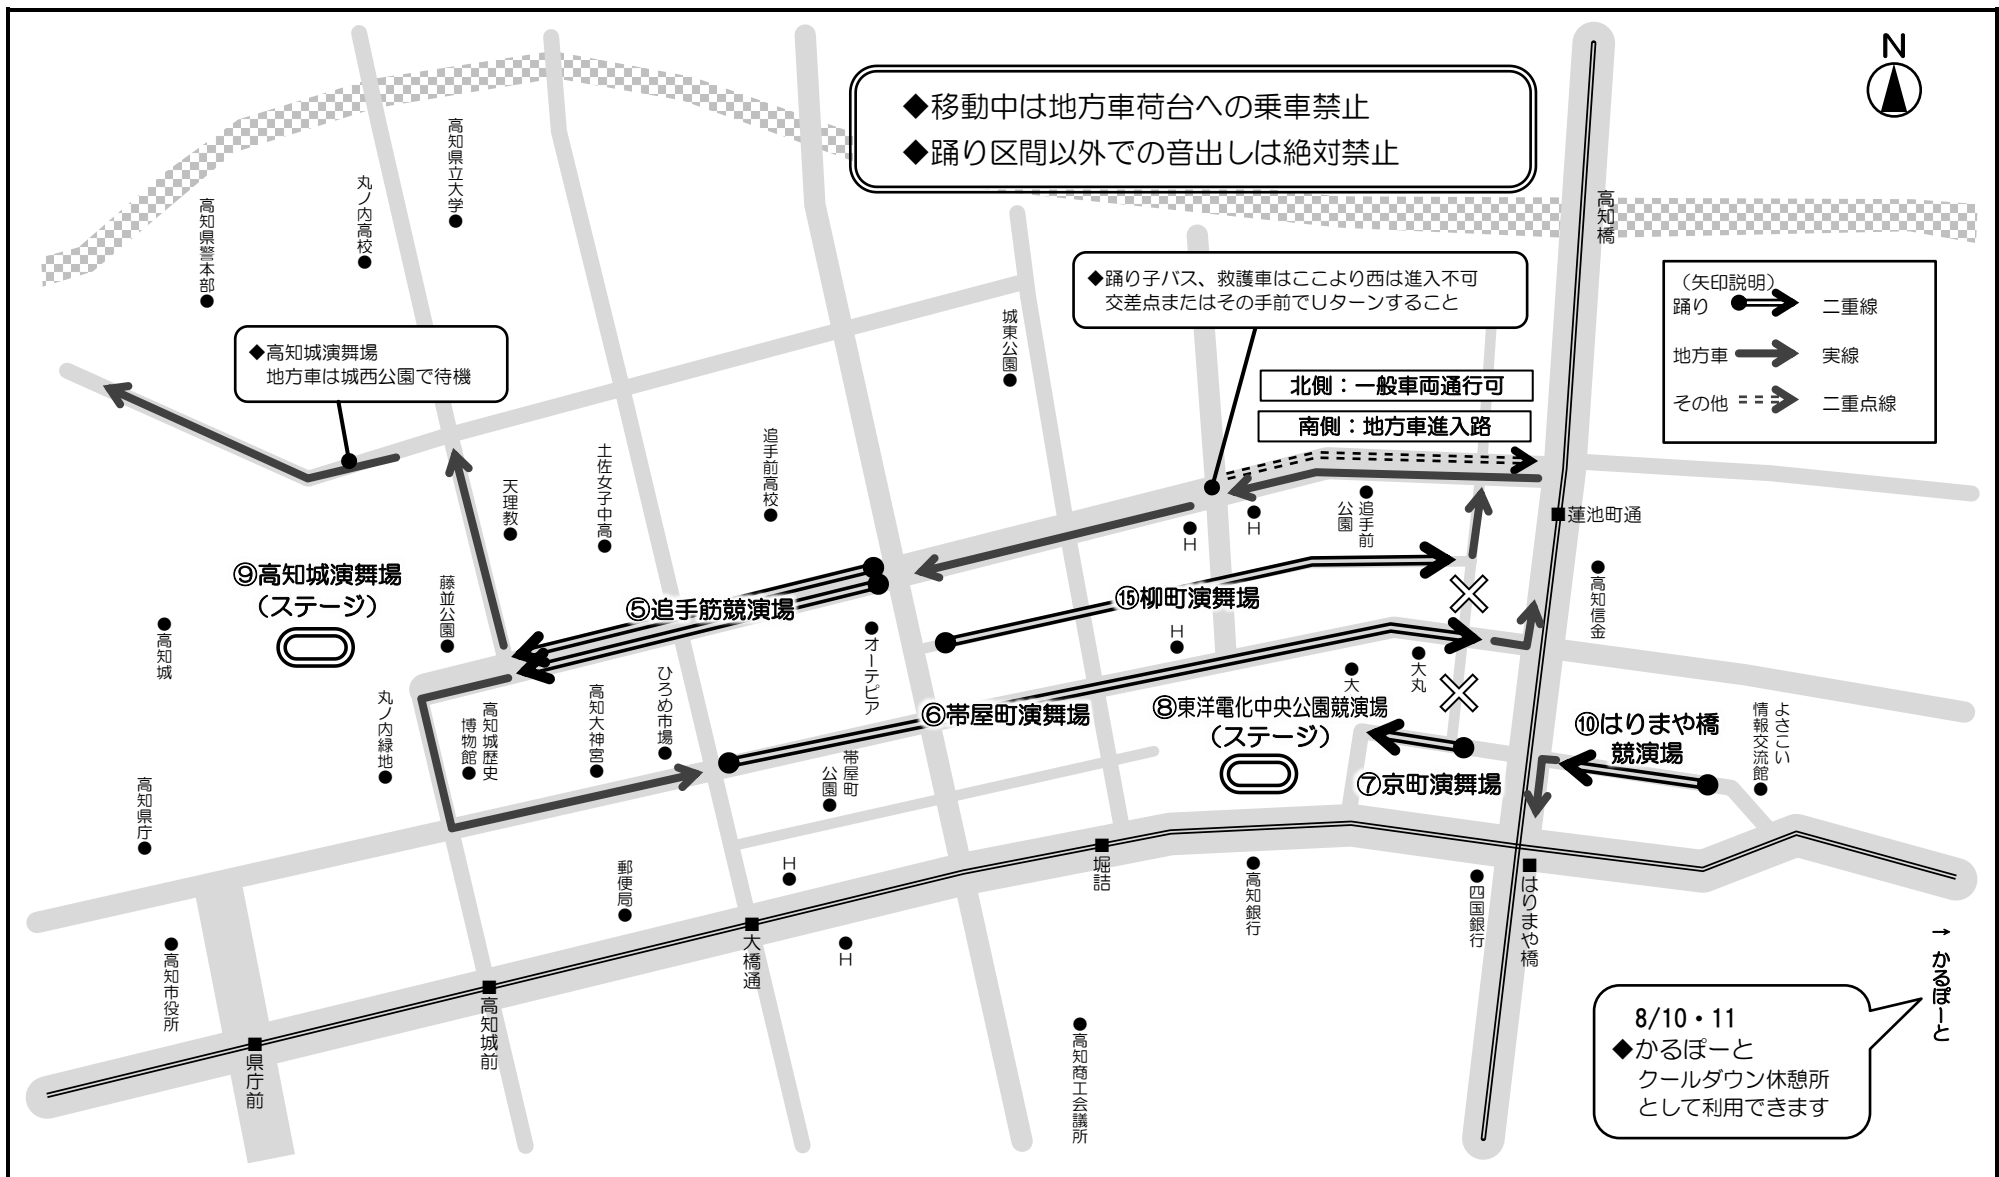 N
◆移動中は地方車荷台への乗車禁止
◆踊り区間以外での音出しは絶対禁止
高知橋
高知県立大学
丸ノ内高校
高知県警本部
◆踊り子バス、救護車はここより西は進入不可
交差点またはその手前でUターンすること
（矢印説明）
踊り 二重線
地方車 実線
その他 二重点線
◆高知城演舞場
地方車は城西公園で待機
城東公園
北側：一般車両通行可
南側：地方車進入路
追手前高校
土佐女子中高
天理教
H
H
追手前
公園
蓮池町通
⑨高知城演舞場
（ステージ）
藤並公園
⑤追手筋競演場
⑮柳町演舞場
高知信金
高知城
オーテピア
H
ひろめ市場
高知大神宮
高知城歴史
博物館
丸ノ内緑地
⑥帯屋町演舞場
大
大丸
⑧東洋電化中央公園競演場
（ステージ）
⑩はりまや橋
競演場
よさこい
情報交流館
帯屋町
公園
⑦京町演舞場
高知県庁
郵便局
H
堀詰
高知銀行
四国銀行
はりまや橋
高知市役所
大橋通
H
高知城前
県庁前
高知商工会議所
→ かるぽーと
8/10・11
◆かるぽーと
クールダウン休憩所
として利用できます